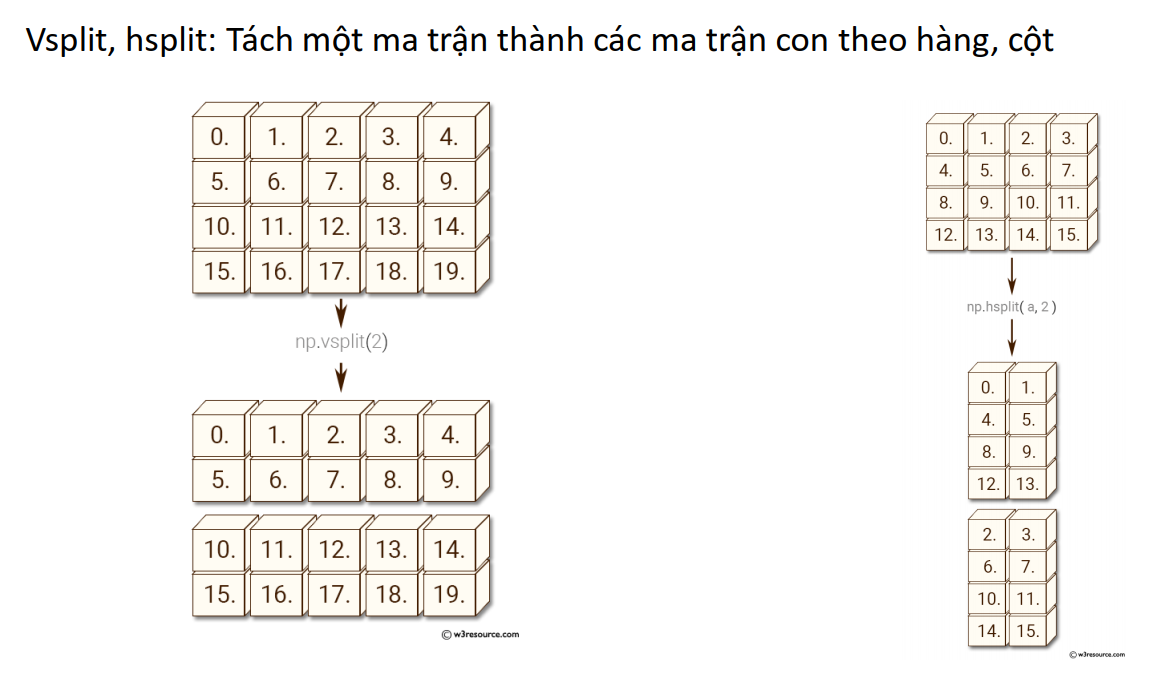 Vsplit, hsplit: Tách một ma trận thành các ma trận con theo hàng, cột
0. 1. 2. 3. 4.
5. 6. 7. 8. 9.
10. 11. 12. 13. 14.
15. 16. 17. 18. 19.
np.vsplit(2)
0. 1. 2. 3. 4.
5. 6. 7. 8. 9.
10. 11. 12. 13. 14.
15. 16. 17. 18. 19.
© w3resource.com
0. 1. 2. 3.
4. 5. 6. 7.
8. 9. 10. 11.
12. 13. 14. 15.
np.hsplit( a, 2 )
0. 1.
4. 5.
8. 9.
12. 13.
2. 3.
6. 7.
10. 11.
14. 15.
© w3resource.com